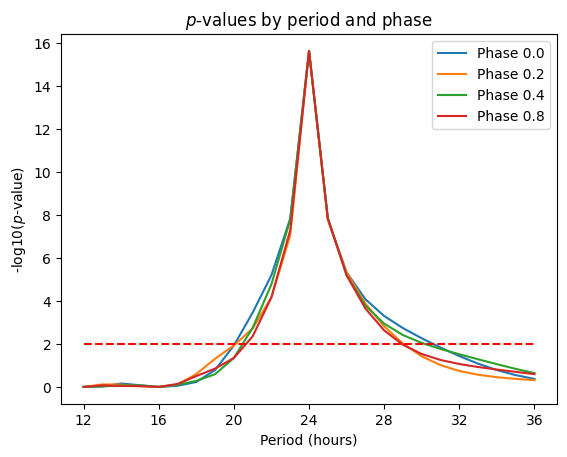 p-values by period and phase
16
14
12
10
8
6
4
2
0
-log10(p-value)
Phase 0.0
Phase 0.2
Phase 0.4
Phase 0.8
12 16 20 24 28 32 36
Period (hours)